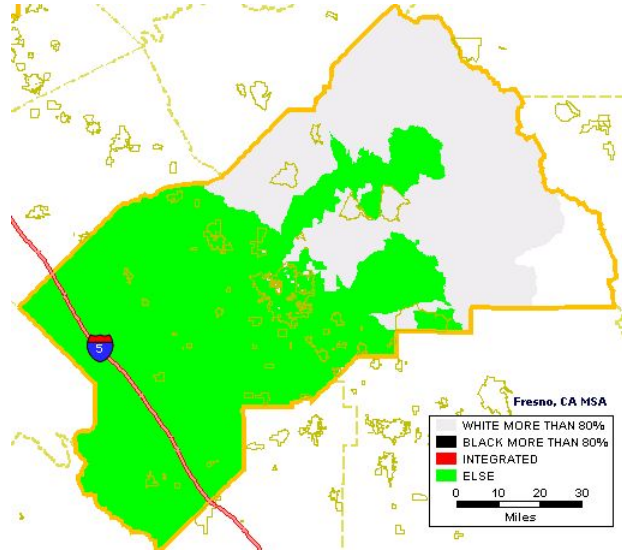 5
Fresno, CA MSA
WHITE MORE THAN 80%
BLACK MORE THAN 80%
INTEGRATED
ELSE
0 10 20 30
Miles